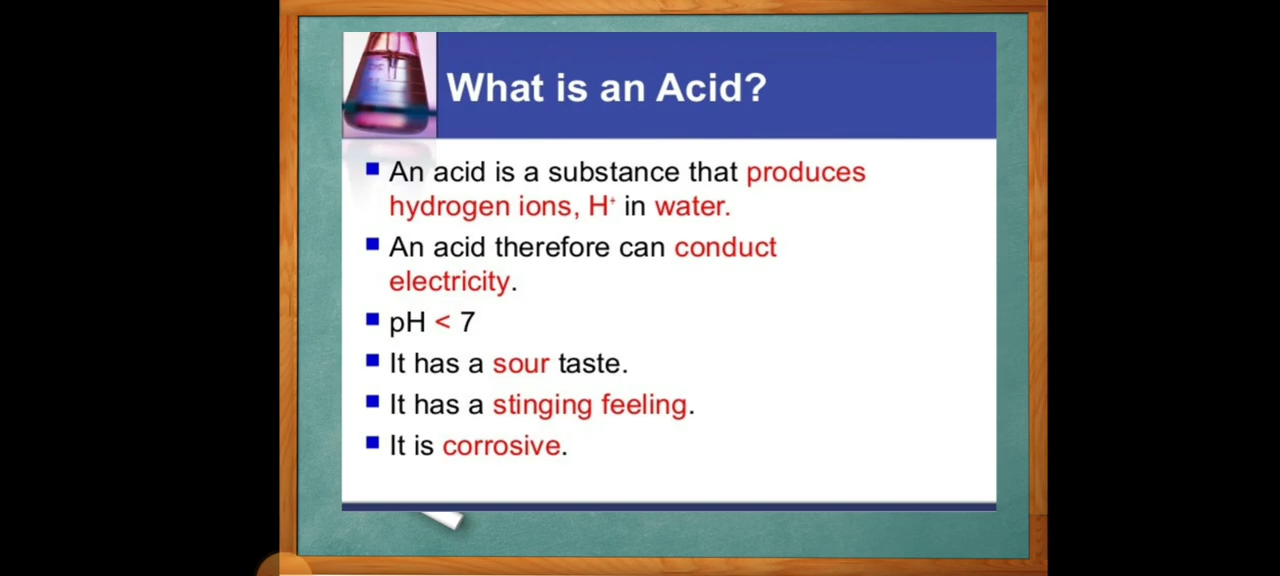 What is an Acid?
An acid is a substance that produces
hydrogen ions, H⁺ in water.
An acid therefore can conduct
electricity.
pH < 7
It has a sour taste.
It has a stinging feeling.
It is corrosive.